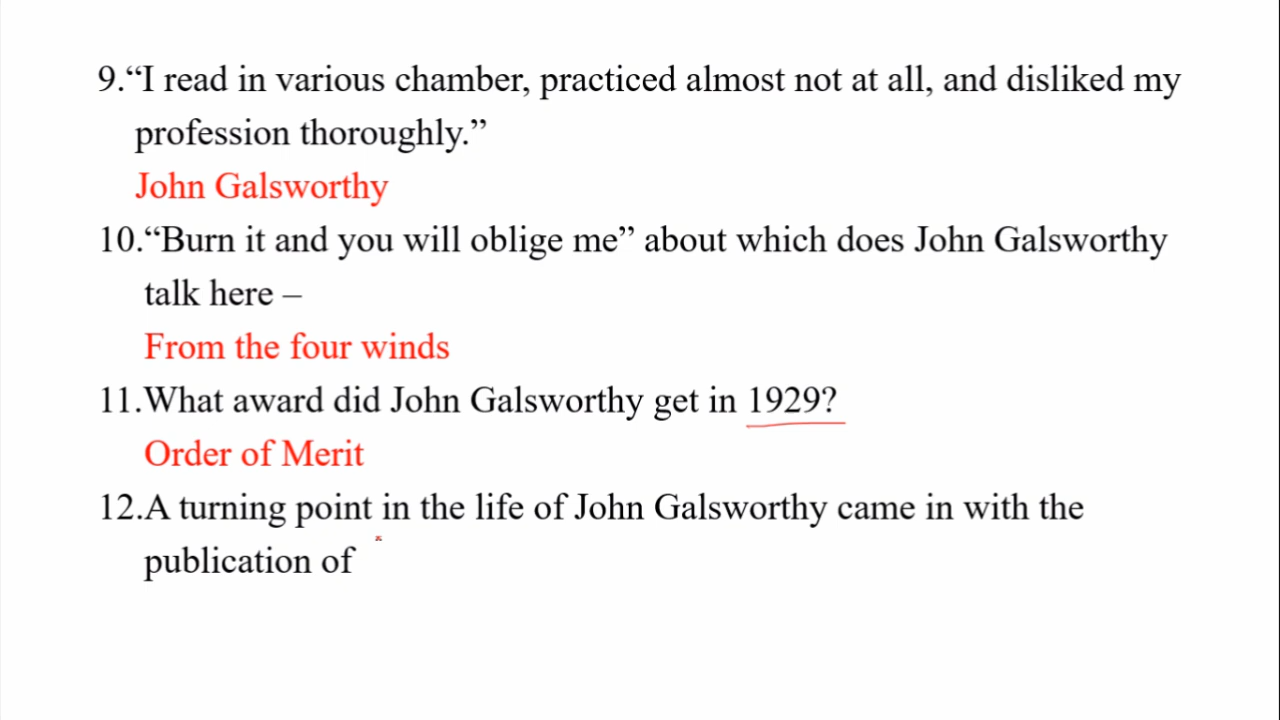 9.“I read in various chamber, practiced almost not at all, and disliked my
profession thoroughly.”
John Galsworthy
10.“Burn it and you will oblige me” about which does John Galsworthy
talk here –
From the four winds
11.What award did John Galsworthy get in 1929?
Order of Merit
12.A turning point in the life of John Galsworthy came in with the
publication of